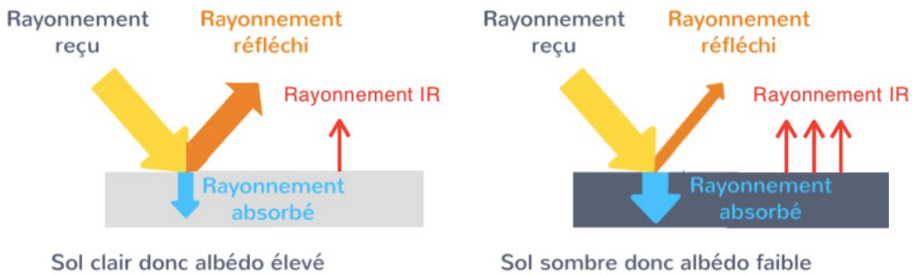 Rayonnement
reçu
Rayonnement
réfléchi
Rayonnement IR
Rayonnement
absorbé
Sol clair donc albédo élevé
Rayonnement
reçu
Rayonnement
réfléchi
Rayonnement IR
Rayonnement
absorbé
Sol sombre donc albédo faible